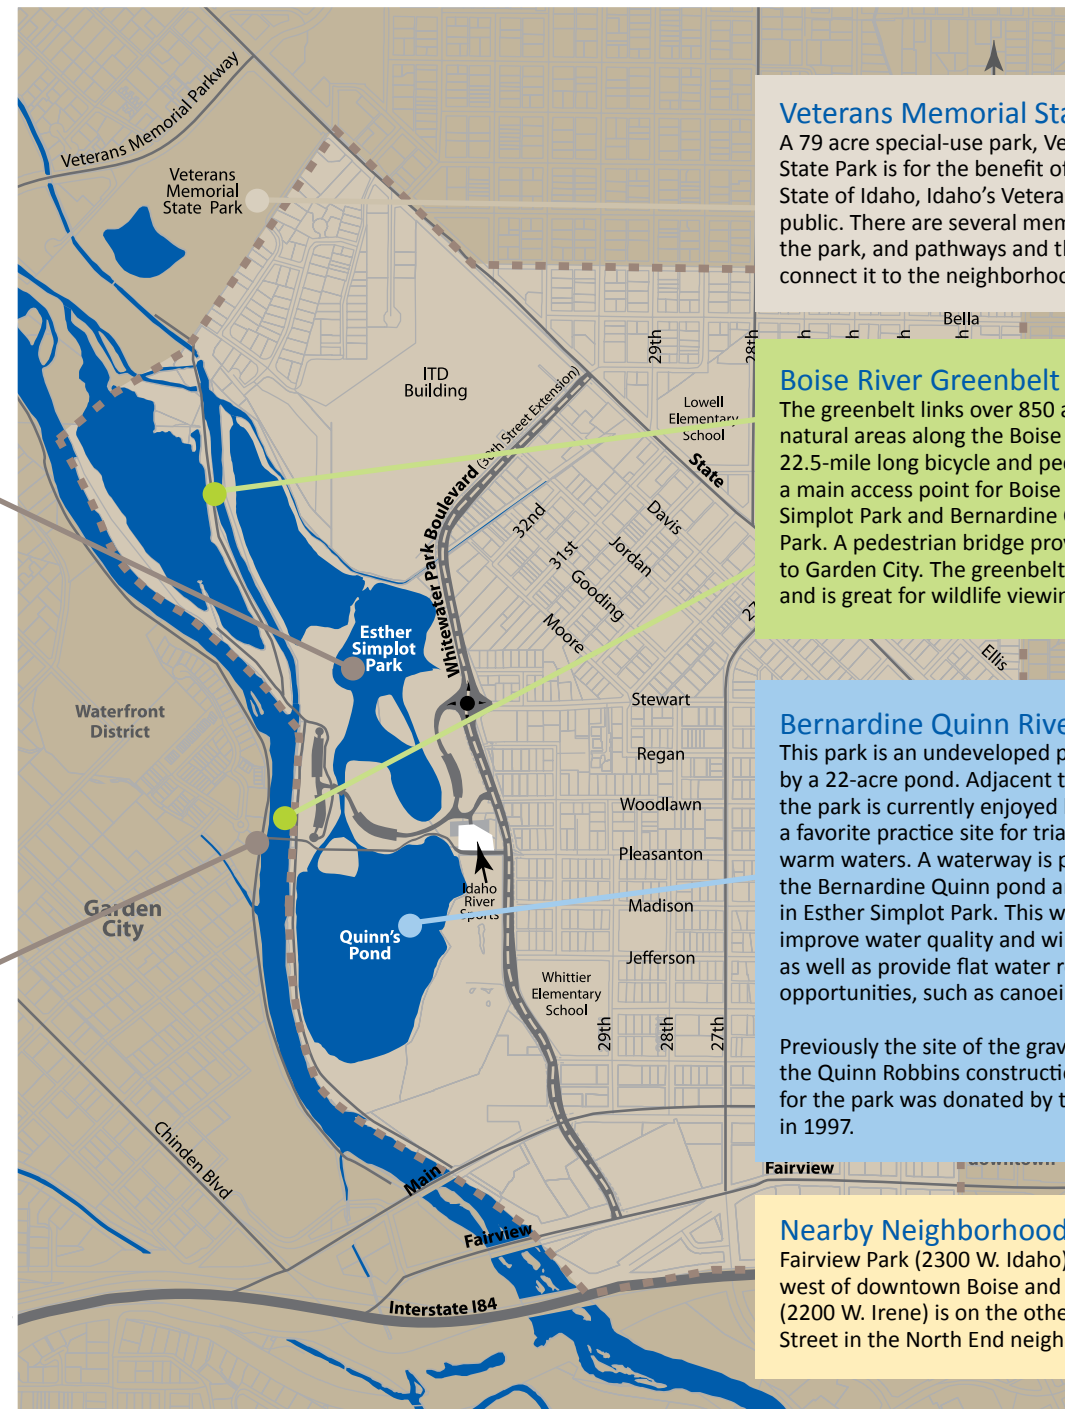 Veterans Memorial Parkway
Veterans
Memorial
State Park
ITD
Building
Whitewater Park Boulevard (30th Street Extension)
29th
28th
Bella
Lowell
Elementary
School
State
32nd
31st
Davis
Jordan
Gooding
Moore
Ellis
Esther
Simplot
Park
Waterfront
District
Stewart
Regan
Woodlawn
Pleasanton
Madison
Jefferson
Idaho
River
Sports
Garden
City
Quinn's
Pond
Whittier
Elementary
School
29th
28th
27th
Chinden Blvd
Main
Fairview
Fairview
downtown
Interstate I84
Veterans Memorial Sta
A 79 acre special-use park, Ve
State Park is for the benefit of
State of Idaho, Idaho’s Vetera
public. There are several mem
the park, and pathways and th
connect it to the neighborhoo
Boise River Greenbelt
The greenbelt links over 850 a
natural areas along the Boise
22.5-mile long bicycle and ped
a main access point for Boise
Simplot Park and Bernardine
Park. A pedestrian bridge prov
to Garden City. The greenbelt
and is great for wildlife viewin
Bernardine Quinn Rive
This park is an undeveloped p
by a 22-acre pond. Adjacent t
the park is currently enjoyed
a favorite practice site for tria
warm waters. A waterway is p
the Bernardine Quinn pond a
in Esther Simplot Park. This w
improve water quality and wi
as well as provide flat water r
opportunities, such as canoei
Previously the site of the grav
the Quinn Robbins constructi
for the park was donated by t
in 1997.
Nearby Neighborhood
Fairview Park (2300 W. Idaho)
west of downtown Boise and
(2200 W. Irene) is on the othe
Street in the North End neigh